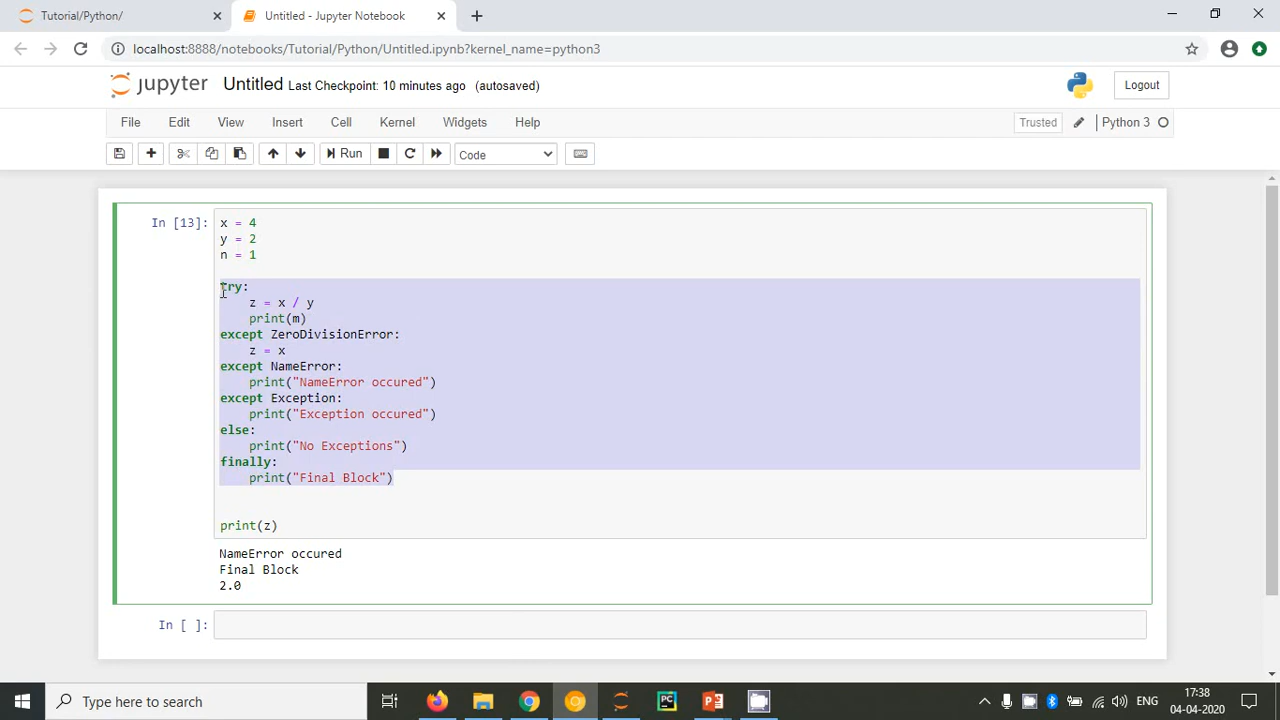 Tutorial/Python/
Untitled - Jupyter Notebook
localhost:8888/notebooks/Tutorial/Python/Untitled.ipynb?kernel_name=python3
jupyter Untitled Last Checkpoint: 10 minutes ago (autosaved)
Logout
File Edit View Insert Cell Kernel Widgets Help
Trusted
Python 3
Run
Code
In [13]:
x = 4
y = 2
n = 1
try:
z = x / y
print(m)
except ZeroDivisionError:
z = x
except NameError:
print("NameError occured")
except Exception:
print("Exception occured")
else:
print("No Exceptions")
finally:
print("Final Block")
print(z)
NameError occured
Final Block
2.0
In [ ]:
Type here to search
ENG
17:38
04-04-2020